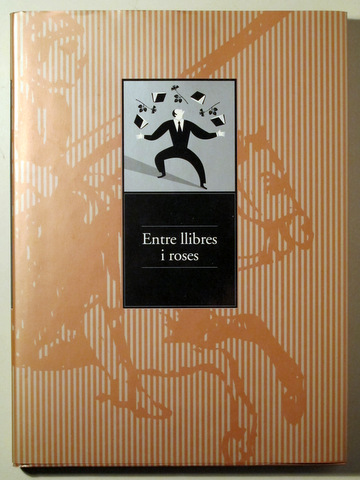 Entre llibres
i roses